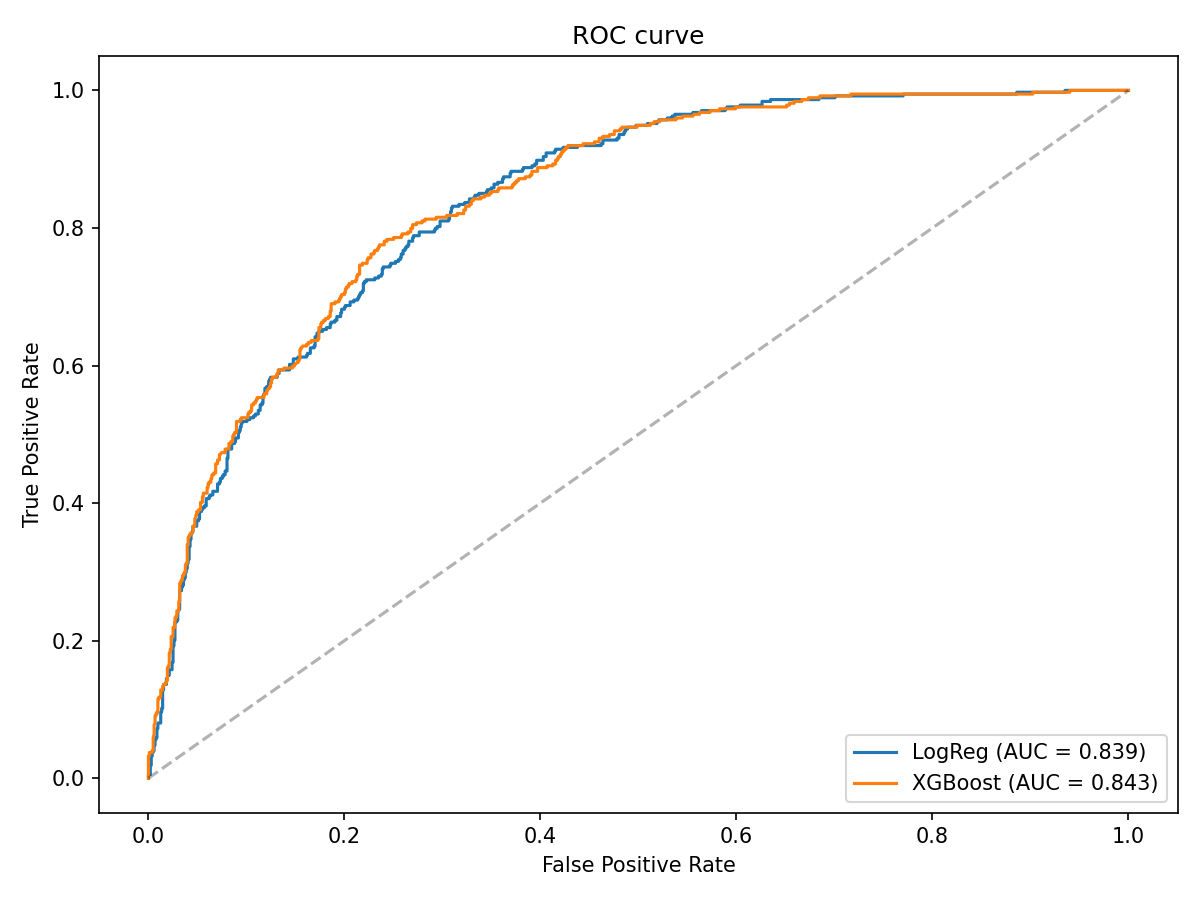 ROC curve
1.0
0.8
0.6
0.4
0.2
0.0
True Positive Rate
0.0 0.2 0.4 0.6 0.8 1.0
False Positive Rate
LogReg (AUC = 0.839)
XGBoost (AUC = 0.843)